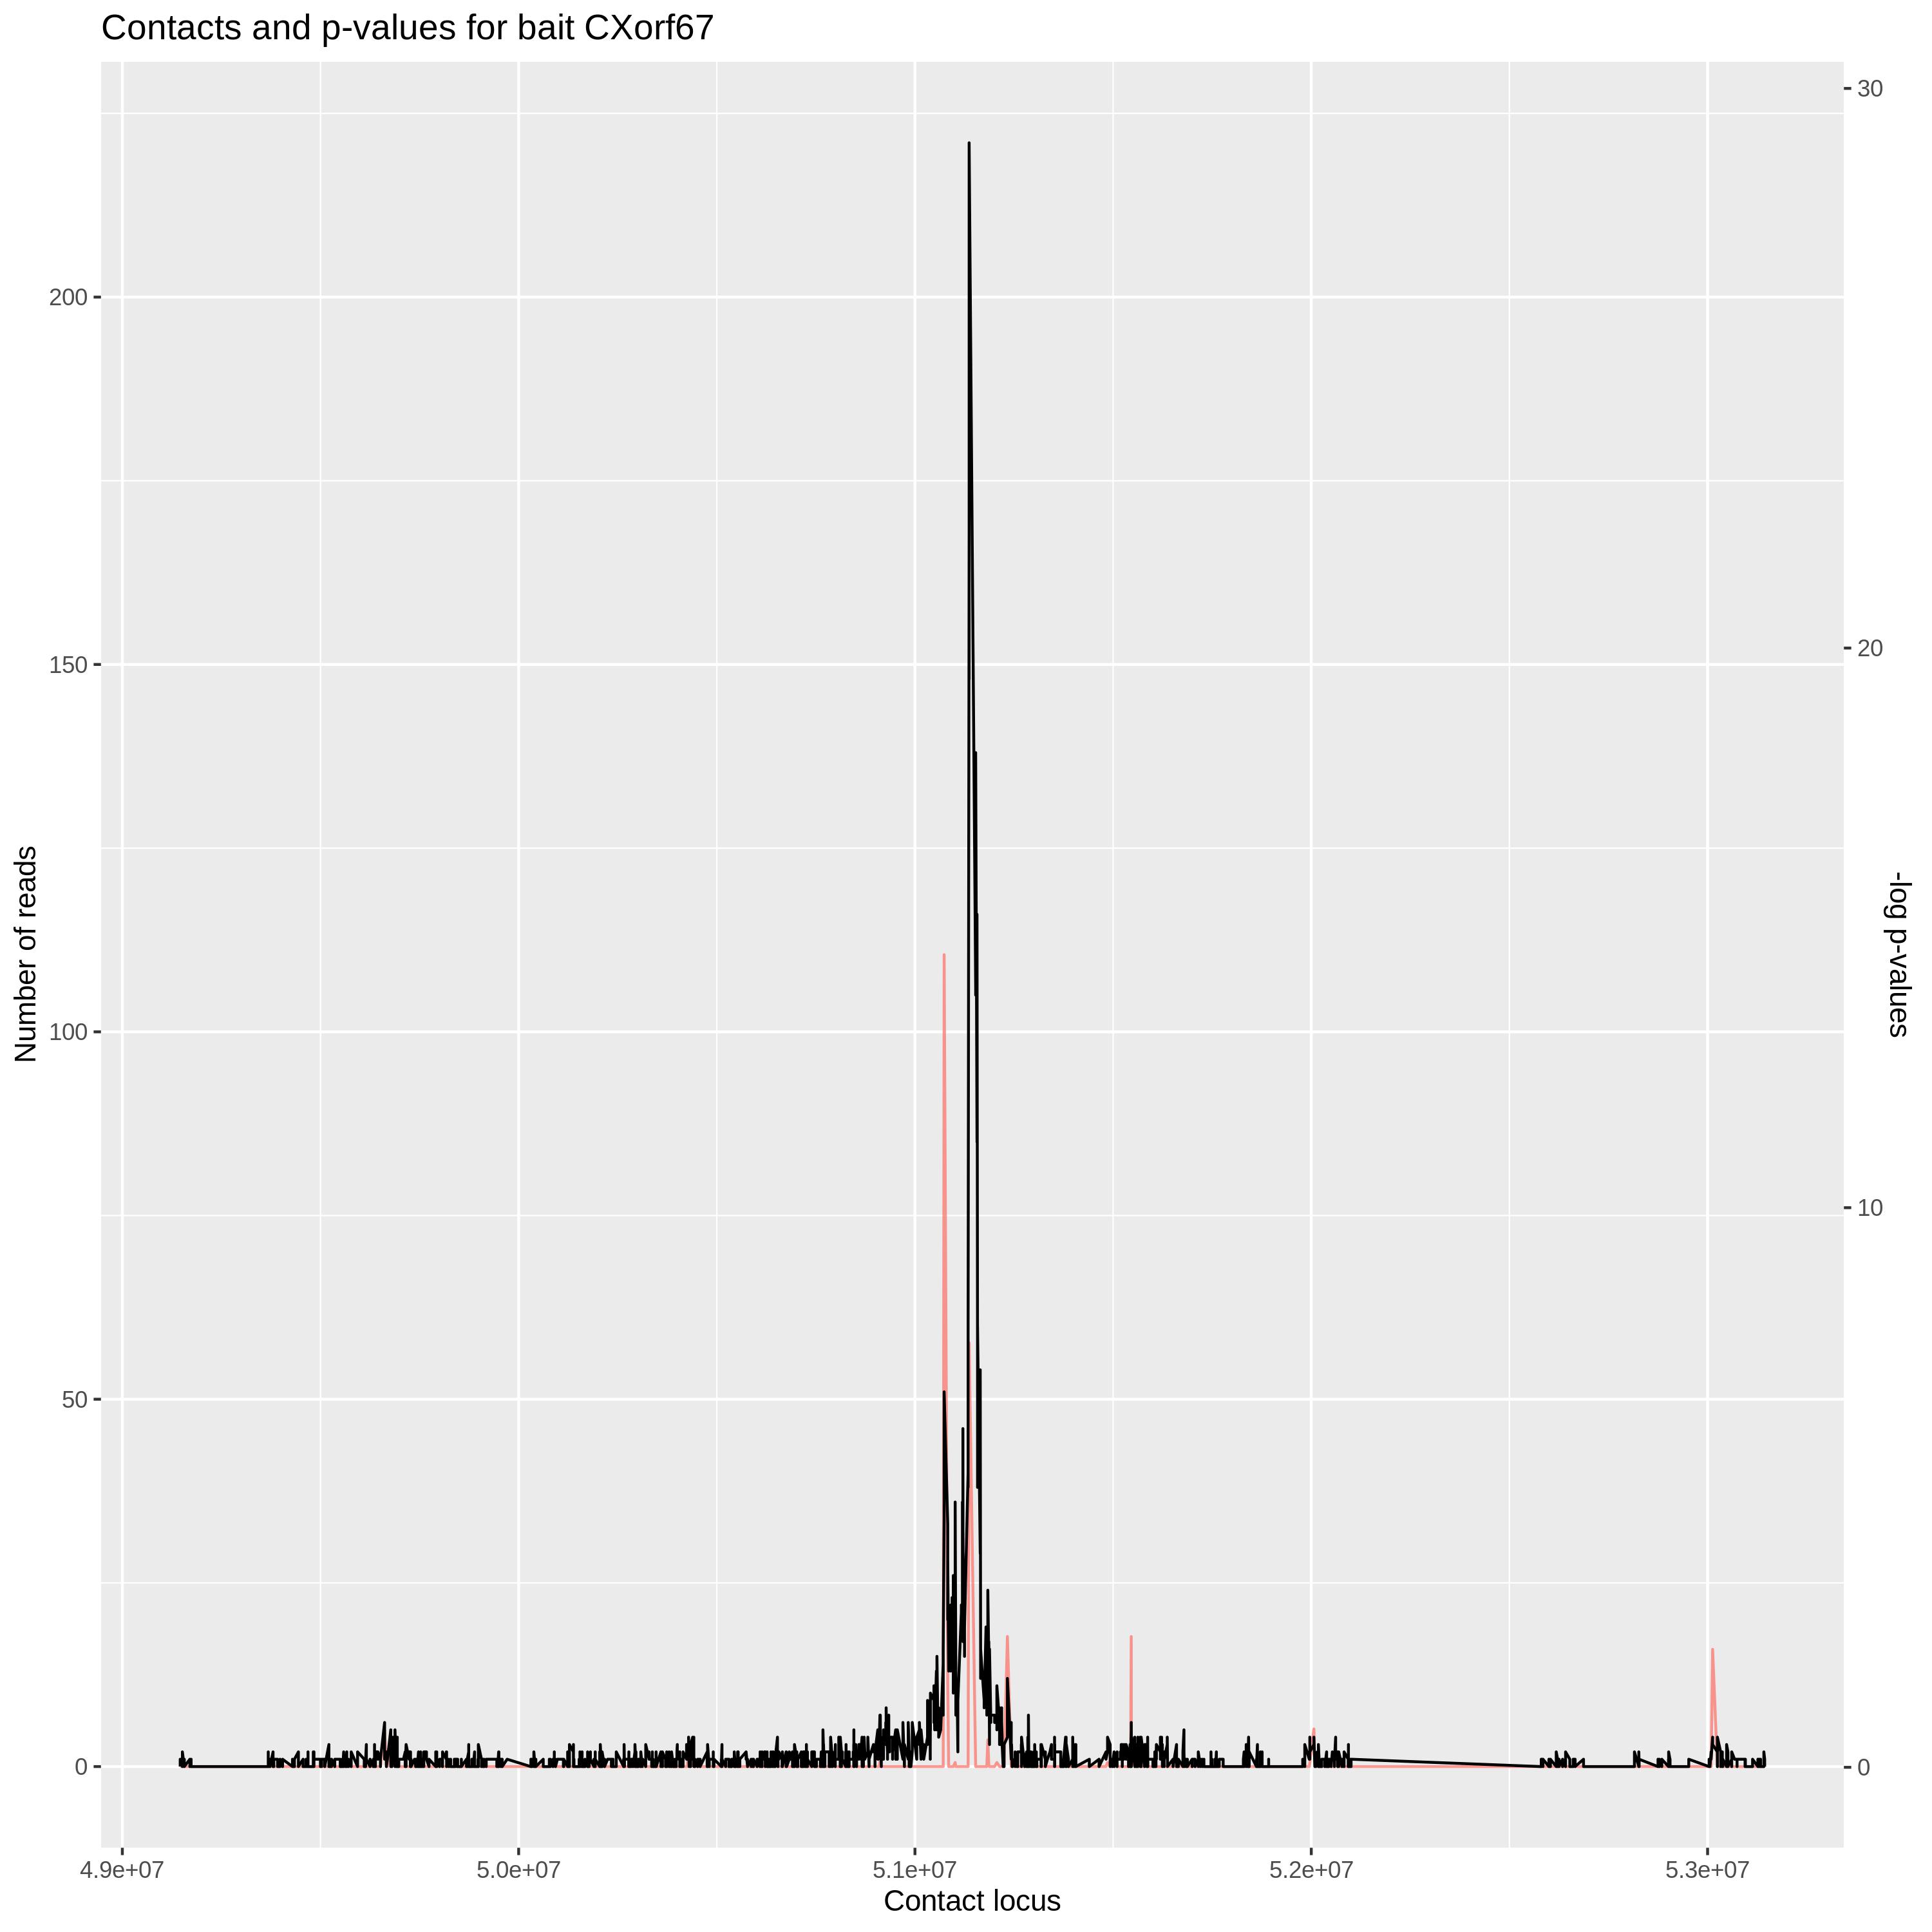 Contacts and p-values for bait CXorf67
Number of reads
200
150
100
50
0
30
20
10
0
-log p-values
4.9e+07 5.0e+07 5.1e+07 5.2e+07 5.3e+07
Contact locus